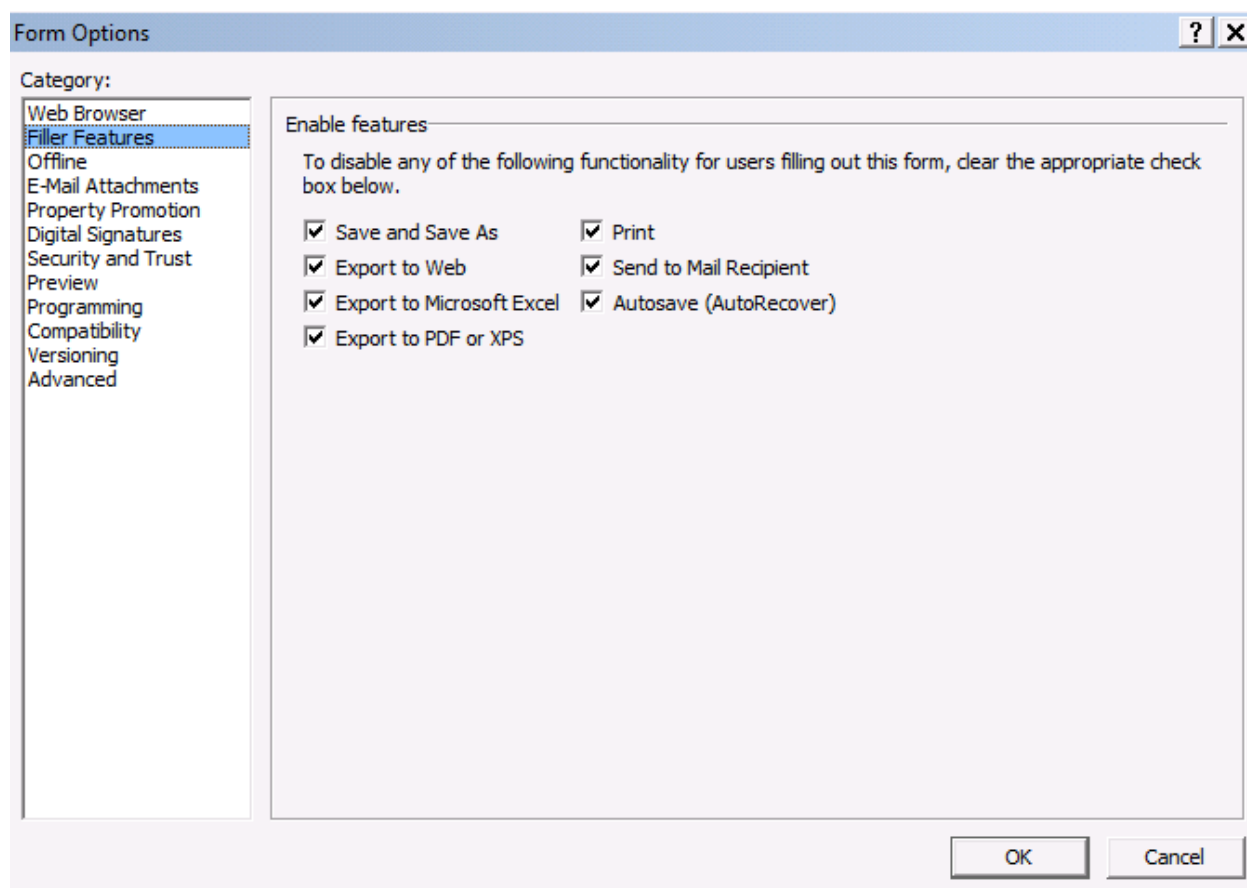 Form Options
Category:
Web Browser
Filler Features
Offline
E-Mail Attachments
Property Promotion
Digital Signatures
Security and Trust
Preview
Programming
Compatibility
Versioning
Advanced
Enable features
To disable any of the following functionality for users filling out this form, clear the appropriate check
box below.
Save and Save As
Print
Export to Web
Send to Mail Recipient
Export to Microsoft Excel
Autosave (AutoRecover)
Export to PDF or XPS
OK
Cancel